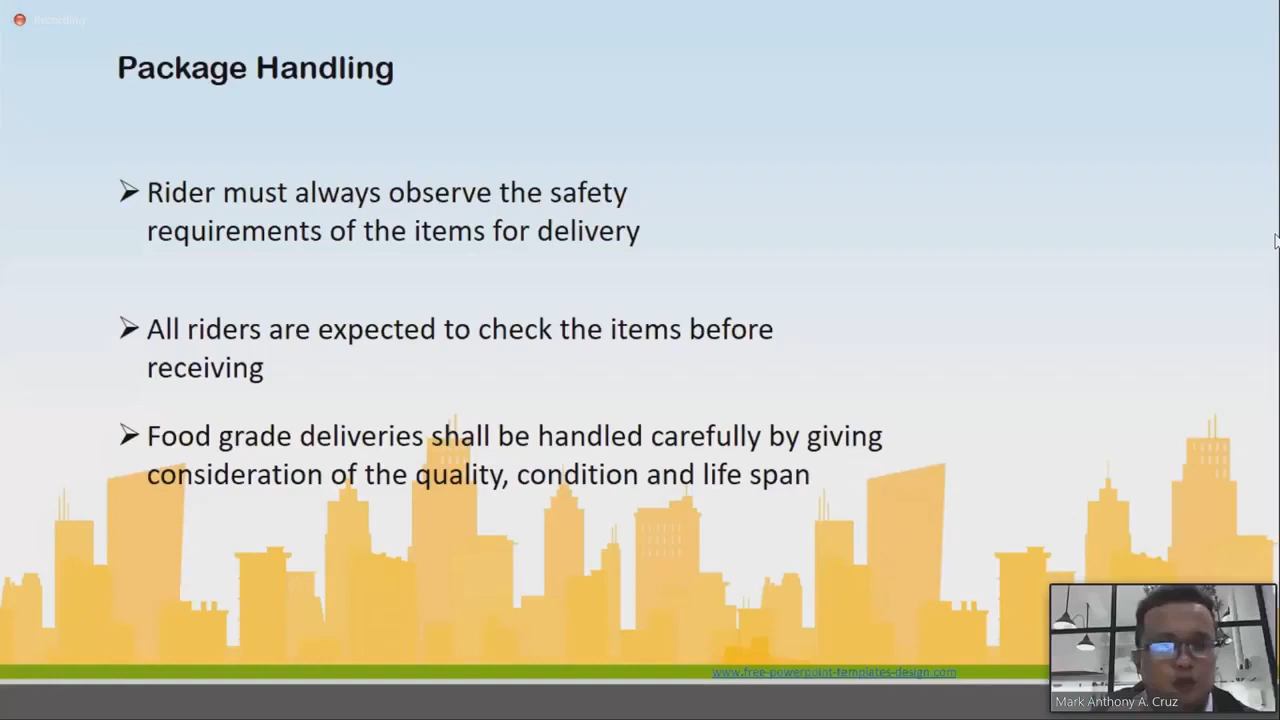 Recording
Package Handling
➢ Rider must always observe the safety
requirements of the items for delivery
➢ All riders are expected to check the items before
receiving
➢ Food grade deliveries shall be handled carefully by giving
consideration of the quality, condition and life span
www.free-powerpoint-templates-design.com
Mark Anthony A. Cruz